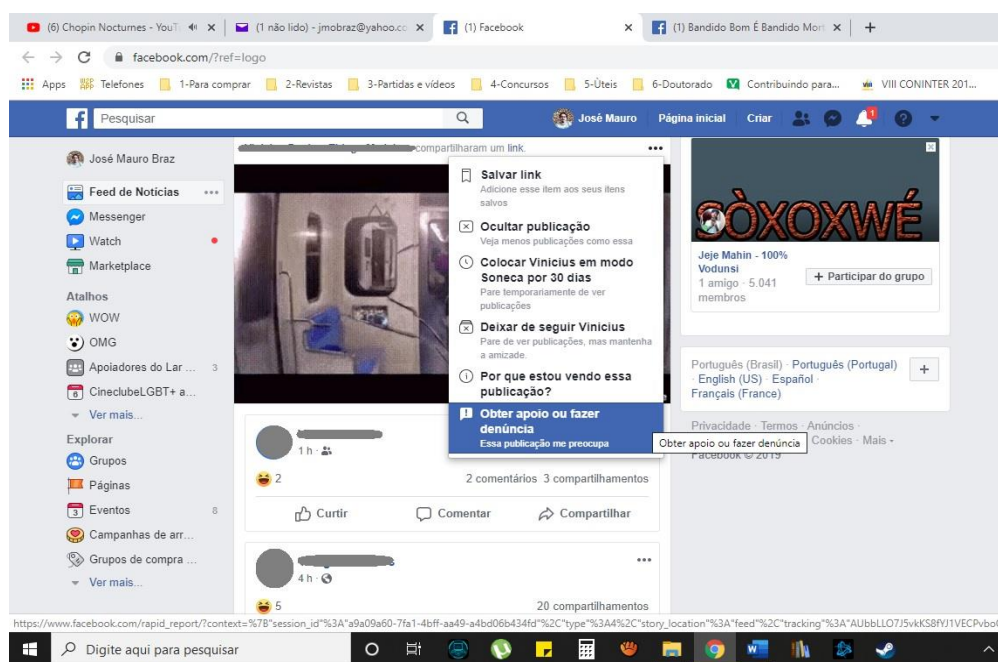 (6) Chopin Nocturnes - YouT
(1 não lido) - jmobraz@yahoo.co
(1) Facebook
(1) Bandido Bom É Bandido Mort
facebook.com/?ref=logo
Apps
Telefones
1-Para comprar
2-Revistas
3-Partidas e vídeos
4-Concursos
5-Ùteis
6-Doutorado
Contribuindo para...
VIII CONINTER 201...
Pesquisar
José Mauro
Página inicial
Criar
1
José Mauro Braz
Feed de Notícias
Messenger
Watch
Marketplace
Atalhos
WOW
OMG
Apoiadores do Lar ... 3
CineclubeLGBT+ a...
Ver mais...
Explorar
Grupos
Páginas
Eventos 8
Campanhas de arr...
Grupos de compra ...
Ver mais...
compartilharam um link.
Salvar link
Adicione esse item aos seus itens
salvos
Ocultar publicação
Veja menos publicações como essa
Colocar Vinicius em modo
Soneca por 30 dias
Pare temporariamente de ver
publicações
Deixar de seguir Vinicius
Pare de ver publicações, mas mantenha
a amizade.
Por que estou vendo essa
publicação?
Obter apoio ou fazer
denúncia
Essa publicação me preocupa
Obter apoio ou fazer denúncia
1 h ·
2
2 comentários 3 compartilhamentos
Curtir
Comentar
Compartilhar
4 h ·
5
20 compartilhamentos
SÒXOXWÉ
Jeje Mahin - 100%
Vodunsi
1 amigo · 5.041
membros
+ Participar do grupo
Português (Brasil) · Português (Portugal)
· English (US) · Español ·
Français (France)
Privacidade · Termos · Anúncios ·
Cookies · Mais
Facebook © 2019
https://www.facebook.com/rapid_report/?context=%7B"session_id"%3A"a9a09a60-7fa1-4bff-aa49-a4bd06b434fd"%2C"type"%3A4%2C"story_location"%3A"feed"%2C"tracking"%3A"AUbbLLO7J5vkKS8fYJ1VECPvbo
Digite aqui para pesquisar